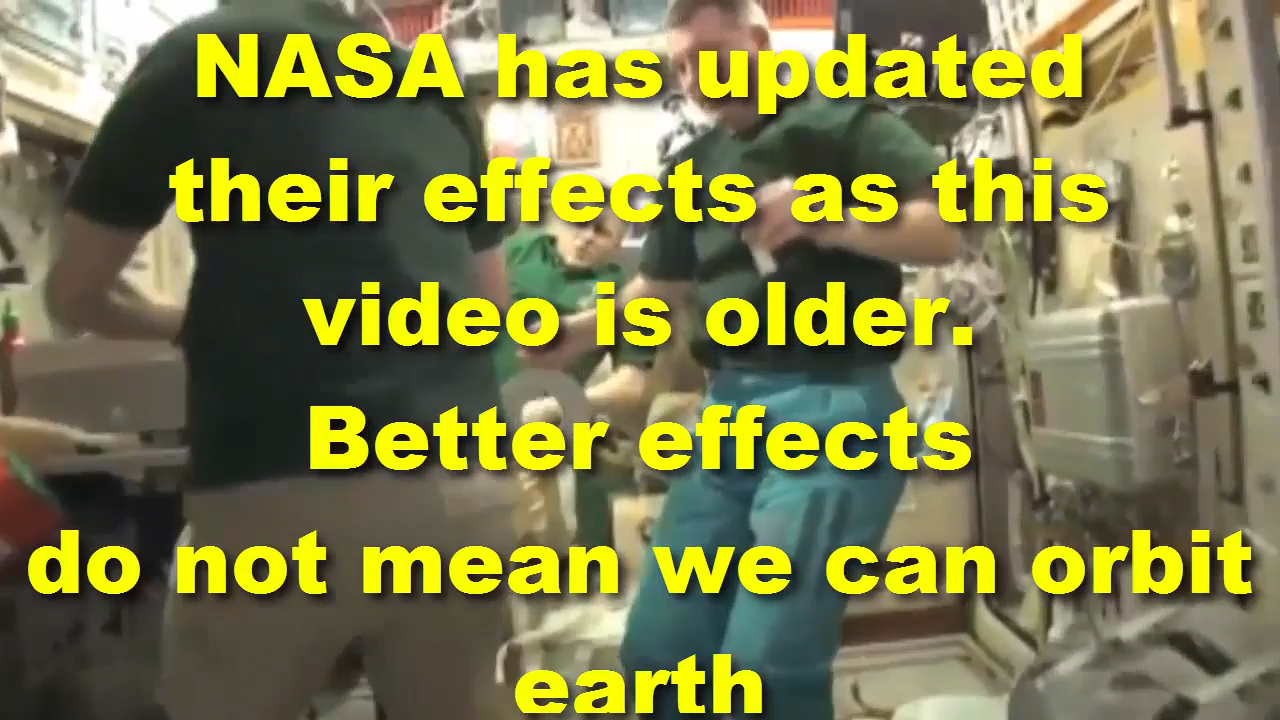 NASA has updated
their effects as this
video is older.
Better effects
do not mean we can orbit
earth